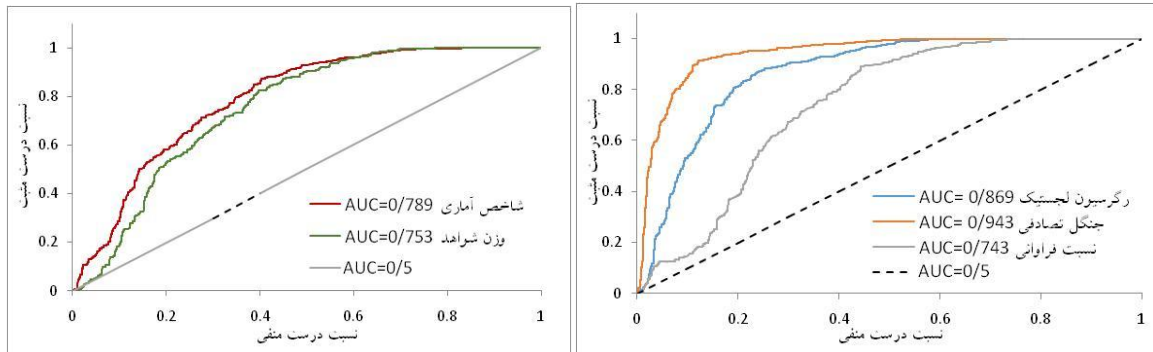 1
0.8
0.6
0.4
0.2
0
نسبت درست مثبت
شاخص آماری AUC=0/789
وزن شواهد AUC=0/753
AUC=0/5
0 0.2 0.4 0.6 0.8 1
نسبت درست منفی
1
0.8
0.6
0.4
0.2
0
نسبت درست مثبت
رگرسیون لجستیک AUC= 0/869
جنگل تصادفی AUC= 0/943
نسبت فراوانی AUC=0/743
AUC=0/5
0 0.2 0.4 0.6 0.8 1
نسبت درست منفی